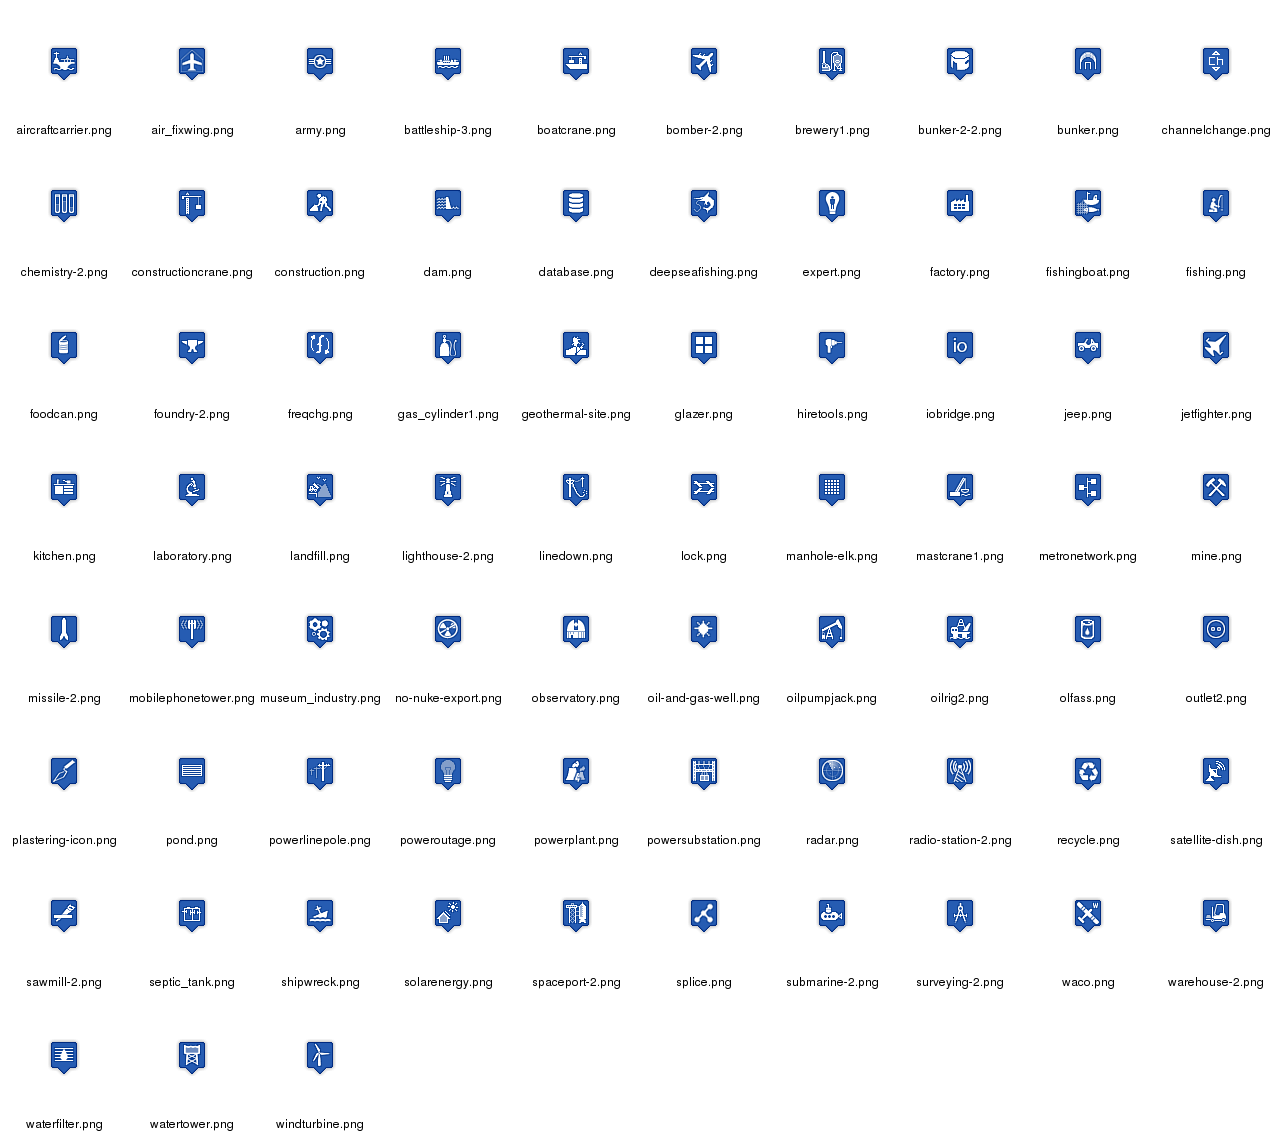 aircraftcarrier.png air_fixwing.png army.png battleship-3.png boatcrane.png bomber-2.png brewery1.png bunker-2-2.png bunker.png channelchange.png
chemistry-2.png constructioncrane.png construction.png dam.png database.png deepseafishing.png expert.png factory.png fishingboat.png fishing.png
io
foodcan.png foundry-2.png freqchg.png gas_cylinder1.png geothermal-site.png glazer.png hiretools.png iobridge.png jeep.png jetfighter.png
kitchen.png laboratory.png landfill.png lighthouse-2.png linedown.png lock.png manhole-elk.png mastcrane1.png metronetwork.png mine.png
missile-2.png mobilephonetower.png museum_industry.png no-nuke-export.png observatory.png oil-and-gas-well.png oilpumpjack.png oilrig2.png olfass.png outlet2.png
plastering-icon.png pond.png powerlinepole.png poweroutage.png powerplant.png powersubstation.png radar.png radio-station-2.png recycle.png satellite-dish.png
W
sawmill-2.png septic_tank.png shipwreck.png solarenergy.png spaceport-2.png splice.png submarine-2.png surveying-2.png waco.png warehouse-2.png
waterfilter.png watertower.png windturbine.png